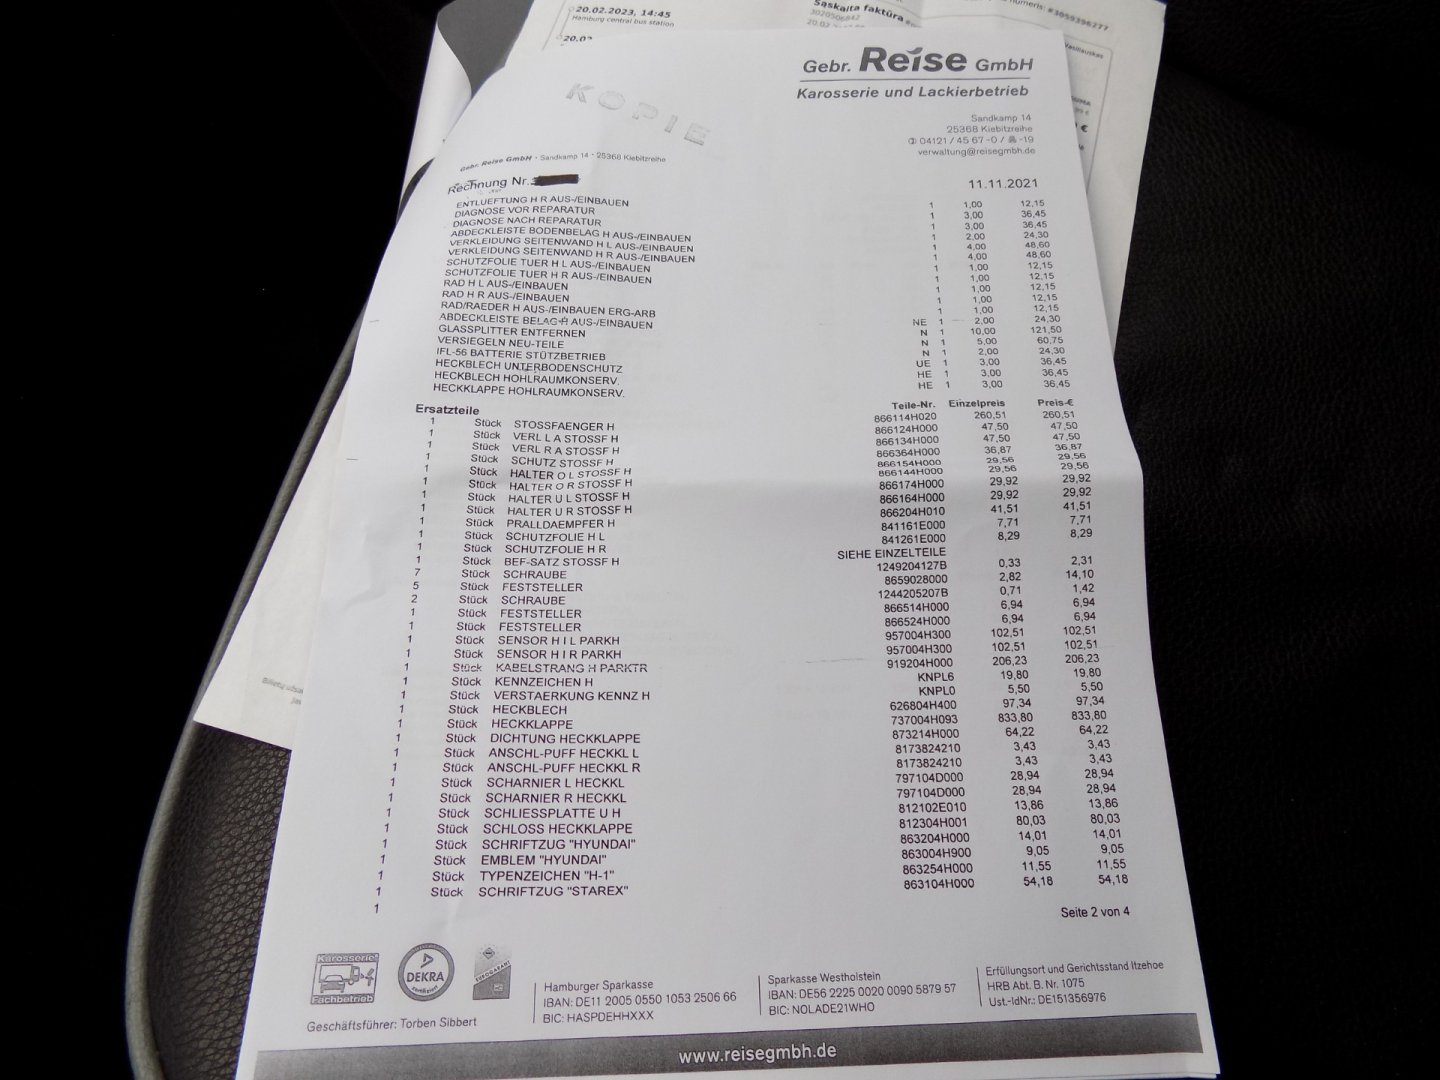 20.02.2023, 14:45
Hamburg central bus station
Sąskaita faktūra
3020506842
Gebr. Reise GmbH
Karosserie und Lackierbetrieb
KOPIE
Sandkamp 14
25368 Kiebitzreihe
04121 / 45 67-0 / -19
verwaltung@reisegmbh.de
Gebr. Reise GmbH · Sandkamp 14 · 25368 Kiebitzreihe
Rechnung Nr. 11.11.2021
ENTLUEFTUNG H R AUS-/EINBAUEN 1 1,00 12,15
DIAGNOSE VOR REPARATUR 1 3,00 36,45
DIAGNOSE NACH REPARATUR 1 3,00 36,45
ABDECKLEISTE BODENBELAG H AUS-/EINBAUEN 1 2,00 24,30
VERKLEIDUNG SEITENWAND H L AUS-/EINBAUEN 1 4,00 48,60
VERKLEIDUNG SEITENWAND H R AUS-/EINBAUEN 1 4,00 48,60
SCHUTZFOLIE TUER H L AUS-/EINBAUEN 1 1,00 12,15
SCHUTZFOLIE TUER H R AUS-/EINBAUEN 1 1,00 12,15
RAD H L AUS-/EINBAUEN 1 1,00 12,15
RAD H R AUS-/EINBAUEN 1 1,00 12,15
RAD/RAEDER H AUS-/EINBAUEN ERG-ARB 1 1,00 12,15
ABDECKLEISTE BELAG H AUS-/EINBAUEN NE 1 2,00 24,30
GLASSPLITTER ENTFERNEN N 1 10,00 121,50
VERSIEGELN NEU-TEILE N 1 5,00 60,75
IFL-56 BATTERIE STÜTZBETRIEB N 1 2,00 24,30
HECKBLECH UNTERBODENSCHUTZ UE 1 3,00 36,45
HECKBLECH HOHLRAUMKONSERV. HE 1 3,00 36,45
HECKKLAPPE HOHLRAUMKONSERV. HE 1 3,00 36,45
Ersatzteile Teile-Nr. Einzelpreis Preis-€
1 Stück STOSSFAENGER H 866114H020 260,51 260,51
1 Stück VERL L A STOSSF H 866124H000 47,50 47,50
1 Stück VERL R A STOSSF H 866134H000 47,50 47,50
1 Stück SCHUTZ STOSSF H 866364H000 36,87 36,87
1 Stück HALTER O L STOSSF H 866154H000 29,56 29,56
1 Stück HALTER O R STOSSF H 866144H000 29,56 29,56
1 Stück HALTER U L STOSSF H 866174H000 29,92 29,92
1 Stück HALTER U R STOSSF H 866164H000 29,92 29,92
1 Stück PRALLDAEMPFER H 866204H010 41,51 41,51
1 Stück SCHUTZFOLIE H L 841161E000 7,71 7,71
1 Stück SCHUTZFOLIE H R 841261E000 8,29 8,29
1 Stück BEF-SATZ STOSSF H SIEHE EINZELTEILE
7 Stück SCHRAUBE 1249204127B 0,33 2,31
5 Stück FESTSTELLER 8659028000 2,82 14,10
2 Stück SCHRAUBE 1244205207B 0,71 1,42
1 Stück FESTSTELLER 866514H000 6,94 6,94
1 Stück FESTSTELLER 866524H000 6,94 6,94
1 Stück SENSOR H I L PARKH 957004H300 102,51 102,51
1 Stück SENSOR H I R PARKH 957004H300 102,51 102,51
1 Stück KABELSTRANG H PARKTR 919204H000 206,23 206,23
1 Stück KENNZEICHEN H KNPL6 19,80 19,80
1 Stück VERSTAERKUNG KENNZ H KNPL0 5,50 5,50
1 Stück HECKBLECH 626804H400 97,34 97,34
1 Stück HECKKLAPPE 737004H093 833,80 833,80
1 Stück DICHTUNG HECKKLAPPE 873214H000 64,22 64,22
1 Stück ANSCHL-PUFF HECKKL L 8173824210 3,43 3,43
1 Stück ANSCHL-PUFF HECKKL R 8173824210 3,43 3,43
1 Stück SCHARNIER L HECKKL 797104D000 28,94 28,94
1 Stück SCHARNIER R HECKKL 797104D000 28,94 28,94
1 Stück SCHLIESSPLATTE U H 812102E010 13,86 13,86
1 Stück SCHLOSS HECKKLAPPE 812304H001 80,03 80,03
1 Stück SCHRIFTZUG "HYUNDAI" 863204H000 14,01 14,01
1 Stück EMBLEM "HYUNDAI" 863004H900 9,05 9,05
1 Stück TYPENZEICHEN "H-1" 863254H000 11,55 11,55
1 Stück SCHRIFTZUG "STAREX" 863104H000 54,18 54,18
1
Seite 2 von 4
Karosserie
Fachbetrieb
DEKRA
zertifiziert
EUROGARANT
Geschäftsführer: Torben Sibbert
Hamburger Sparkasse
IBAN: DE11 2005 0550 1053 2506 66
BIC: HASPDEHHXXX
Sparkasse Westholstein
IBAN: DE56 2225 0020 0090 5879 57
BIC: NOLADE21WHO
Erfüllungsort und Gerichtsstand Itzehoe
HRB Abt. B. Nr. 1075
Ust.-IdNr.: DE151356976
www.reisegmbh.de